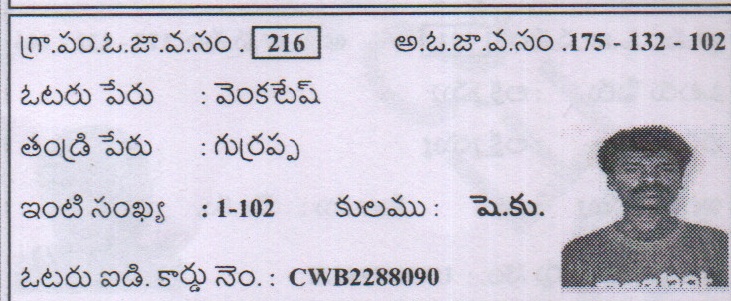 గ్రా.పం.ఓ.జా.వ.సం. 216 అ.ఓ.జా.వ.సం .175 - 132 - 102
ఓటరు పేరు : వెంకటేష్
తండ్రి పేరు : గుర్రప్ప
ఇంటి సంఖ్య : 1-102 కులము : షె.కు.
ఓటరు ఐడి. కార్డు నెం. : CWB2288090